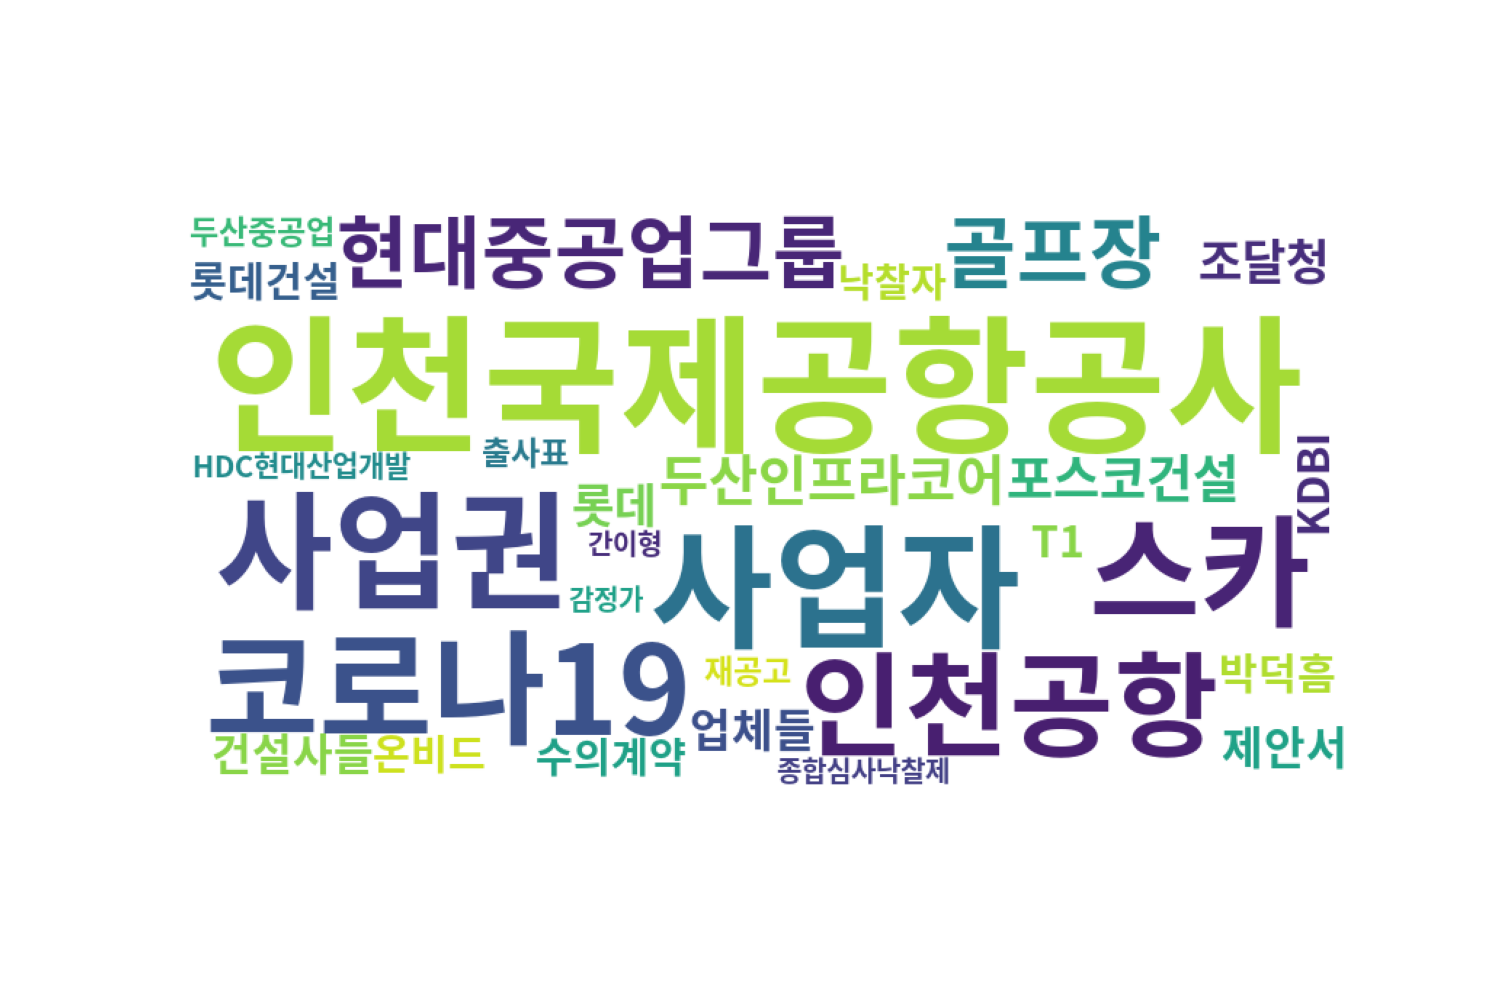 두산중공업
현대중공업그룹
골프장
조달청
롯데건설
낙찰자
인천국제공항공사
HDC현대산업개발
출사표
두산인프라코어
포스코건설
KDBI
사업권
롯데
간이형
사업자
T1
스카
감정가
코로나19
재공고
인천공항
박덕흠
건설사들
온비드
수의계약
업체들
제안서
종합심사낙찰제